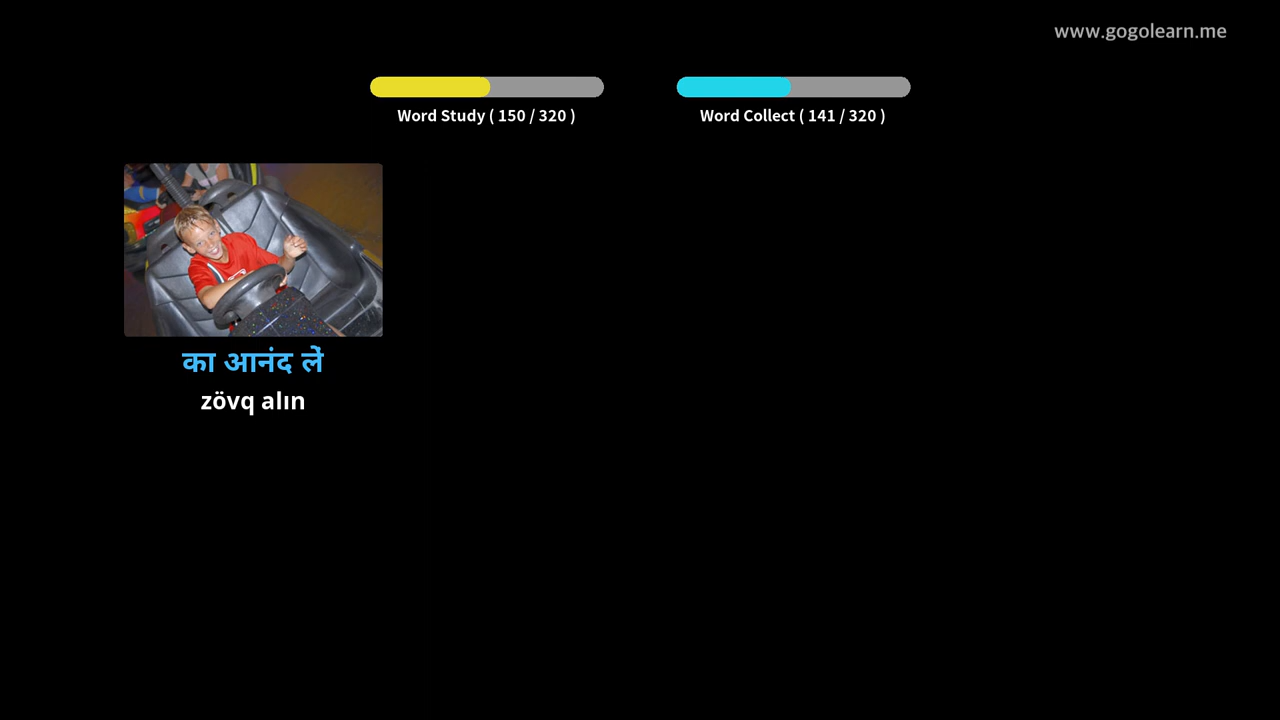 www.gogolearn.me
Word Study ( 150 / 320 )
Word Collect ( 141 / 320 )
का आनंद लें
zövq alın